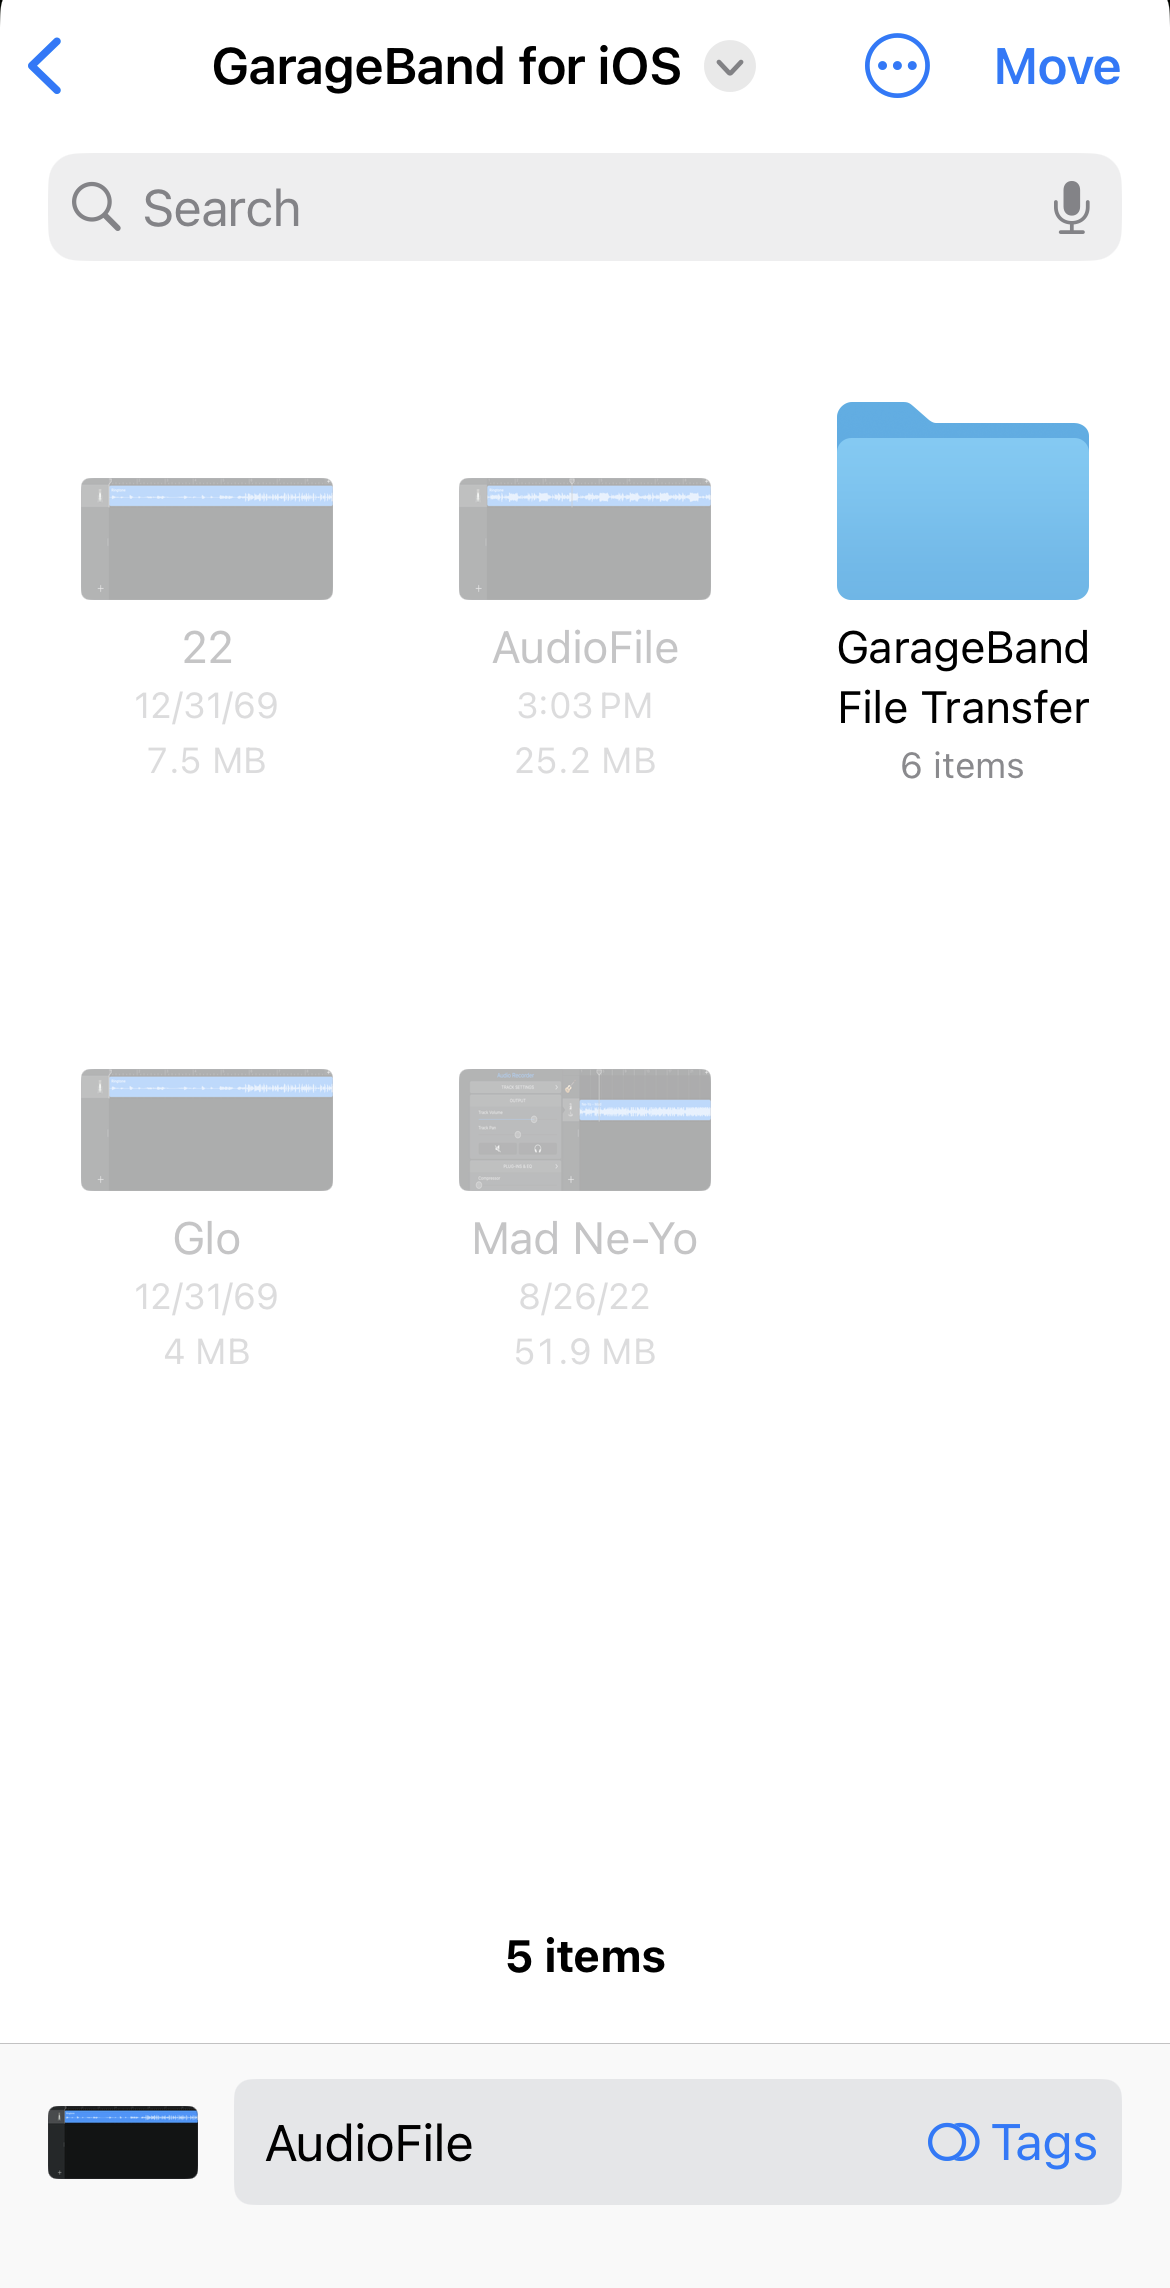 GarageBand for iOS
Move
Search
22
12/31/69
7.5 MB
AudioFile
3:03 PM
25.2 MB
GarageBand
File Transfer
6 items
Glo
12/31/69
4 MB
Mad Ne-Yo
8/26/22
51.9 MB
5 items
AudioFile
Tags